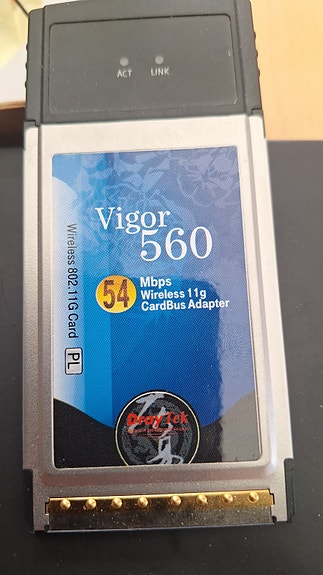 ACT LINK
Vigor
560
54 Mbps
Wireless 11g
CardBus Adapter
Wireless 802.11G Card
PL
DrayTek